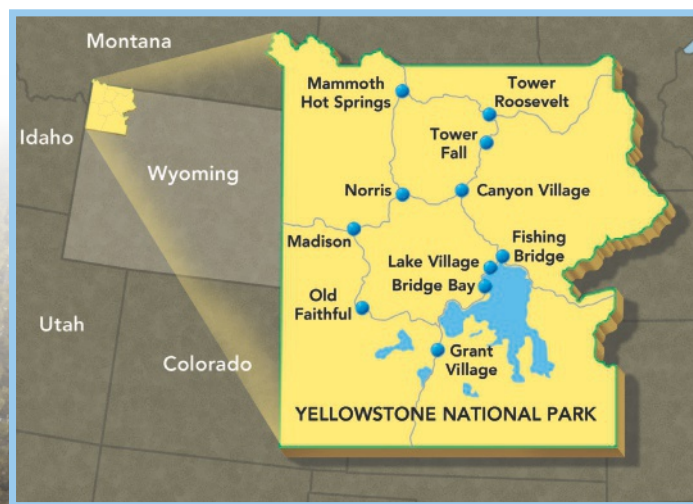 Montana
Idaho
Wyoming
Utah
Colorado
Mammoth
Hot Springs
Tower
Roosevelt
Tower
Fall
Norris
Canyon Village
Madison
Fishing
Bridge
Lake Village
Bridge Bay
Old
Faithful
Grant
Village
YELLOWSTONE NATIONAL PARK